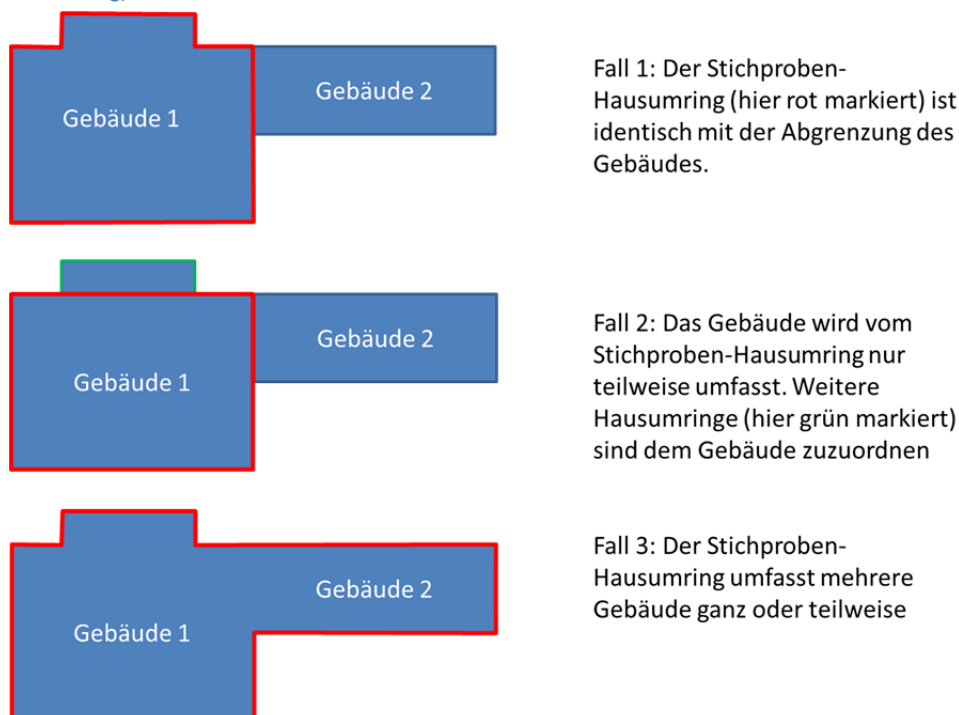 Gebäude 1
Gebäude 2
Fall 1: Der Stichproben-
Hausumring (hier rot markiert) ist
identisch mit der Abgrenzung des
Gebäudes.
Gebäude 1
Gebäude 2
Fall 2: Das Gebäude wird vom
Stichproben-Hausumring nur
teilweise umfasst. Weitere
Hausumringe (hier grün markiert)
sind dem Gebäude zuzuordnen
Gebäude 1
Gebäude 2
Fall 3: Der Stichproben-
Hausumring umfasst mehrere
Gebäude ganz oder teilweise